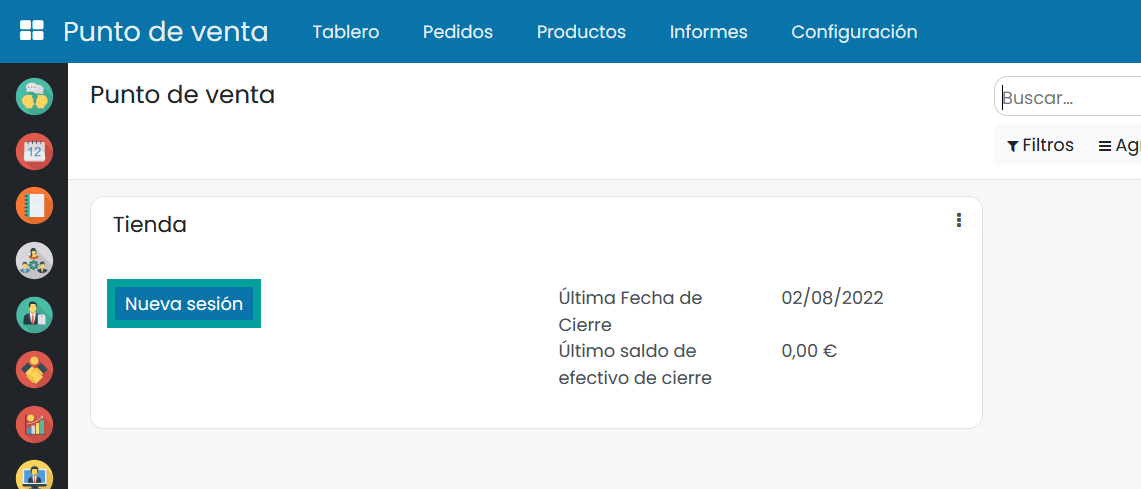 Punto de venta Tablero Pedidos Productos Informes Configuración
Punto de venta
Buscar...
Filtros
12
Tienda
Nueva sesión
Última Fecha de 02/08/2022
Cierre
Último saldo de 0,00 €
efectivo de cierre